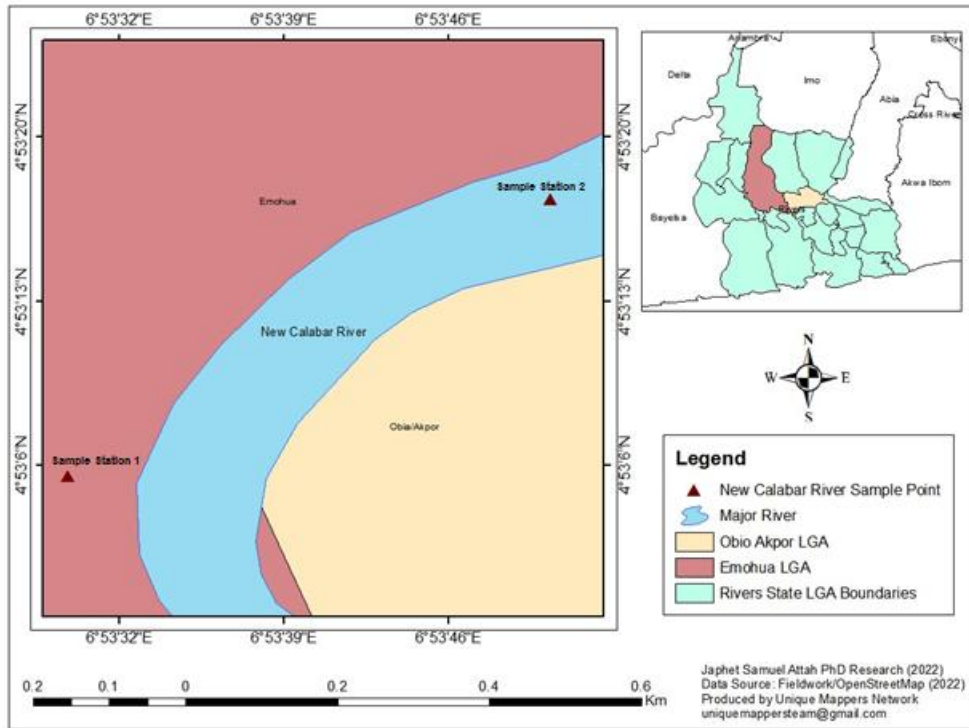 6°53'32"E 6°53'39"E 6°53'46"E
4°53'20"N 4°53'20"N
Sample Station 2
Emohua
4°53'13"N 4°53'13"N
New Calabar River
Obia/Akpor
4°53'6"N 4°53'6"N
Sample Station 1
6°53'32"E 6°53'39"E 6°53'46"E
0.2 0.1 0 0.2 0.4 0.6
Km
Anambra
Ebonyi
Delta
Imo
Abia
Cross River
Akwa Ibom
Rivers
Bayelsa
N
W E
S
Legend
New Calabar River Sample Point
Major River
Obio Akpor LGA
Emohua LGA
Rivers State LGA Boundaries
Japhet Samuel Attah PhD Research (2022)
Data Source: Fieldwork/OpenStreetMap (2022)
Produced by Unique Mappers Network
uniquemappersteam@gmail.com